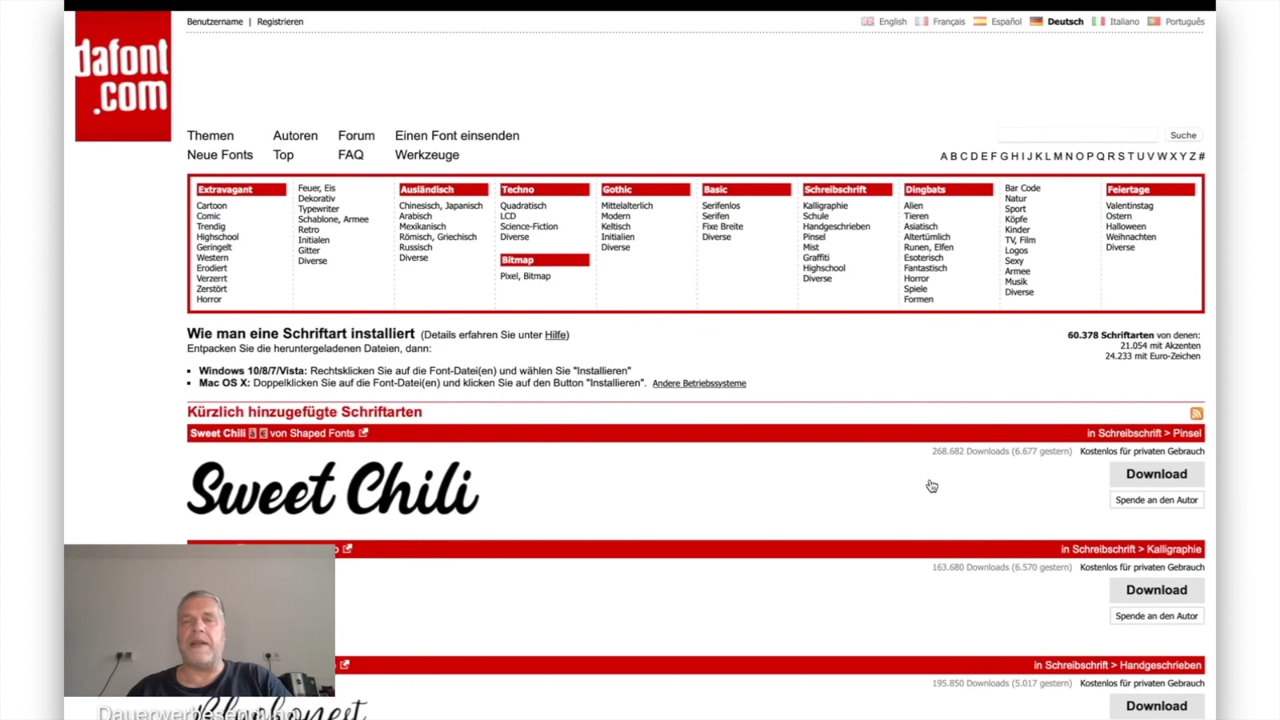 Benutzername | Registrieren
English Français Español Deutsch Italiano Português
dafont
.com
Themen Autoren Forum Einen Font einsenden
Suche
Neue Fonts Top FAQ Werkzeuge
A B C D E F G H I J K L M N O P Q R S T U V W X Y Z #
Extravagant
Cartoon
Comic
Trendig
Highschool
Geringelt
Western
Erodiert
Verzerrt
Zerstört
Horror
Feuer, Eis
Dekorativ
Typewriter
Schablone, Armee
Retro
Initialen
Gitter
Diverse
Ausländisch
Chinesisch, Japanisch
Arabisch
Mexikanisch
Römisch, Griechisch
Russisch
Diverse
Techno
Quadratisch
LCD
Science-Fiction
Diverse
Bitmap
Pixel, Bitmap
Gothic
Mittelalterlich
Modern
Keltisch
Initialien
Diverse
Basic
Serifenlos
Serifen
Fixe Breite
Diverse
Schreibschrift
Kalligraphie
Schule
Handgeschrieben
Pinsel
Mist
Graffiti
Highschool
Diverse
Dingbats
Alien
Tieren
Asiatisch
Altertümlich
Runen, Elfen
Esoterisch
Fantastisch
Horror
Spiele
Formen
Bar Code
Natur
Sport
Köpfe
Kinder
TV, Film
Logos
Sexy
Armee
Musik
Diverse
Feiertage
Valentinstag
Ostern
Halloween
Weihnachten
Diverse
Wie man eine Schriftart installiert (Details erfahren Sie unter Hilfe)
Entpacken Sie die heruntergeladenen Dateien, dann:
60.378 Schriftarten von denen:
21.054 mit Akzenten
24.233 mit Euro-Zeichen
Windows 10/8/7/Vista: Rechtsklicken Sie auf die Font-Datei(en) und wählen Sie "Installieren"
Mac OS X: Doppelklicken Sie auf die Font-Datei(en) und klicken Sie auf den Button "Installieren". Andere Betriebssysteme
Kürzlich hinzugefügte Schriftarten
Sweet Chili à € von Shaped Fonts in Schreibschrift > Pinsel
268.682 Downloads (6.677 gestern) Kostenlos für privaten Gebrauch
Sweet Chili
Download
Spende an den Autor
in Schreibschrift > Kalligraphie
163.680 Downloads (6.570 gestern) Kostenlos für privaten Gebrauch
Download
Spende an den Autor
in Schreibschrift > Handgeschrieben
195.850 Downloads (5.017 gestern) Kostenlos für privaten Gebrauch
Download
Dauerwerbesendung